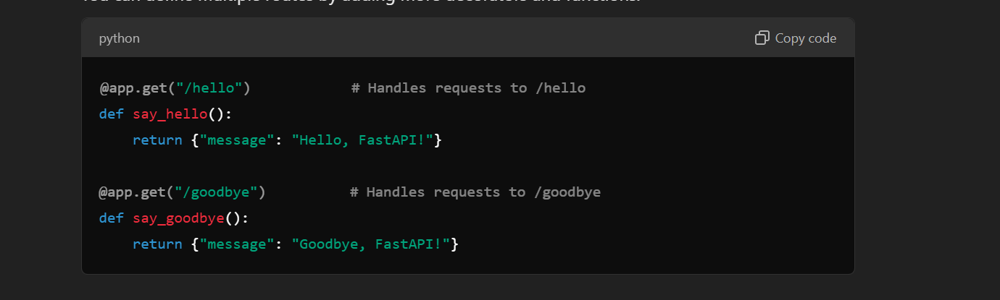 You can define multiple routes by adding more decorators and functions.
python
Copy code
@app.get("/hello")            # Handles requests to /hello
def say_hello():
    return {"message": "Hello, FastAPI!"}
@app.get("/goodbye")          # Handles requests to /goodbye
def say_goodbye():
    return {"message": "Goodbye, FastAPI!"}